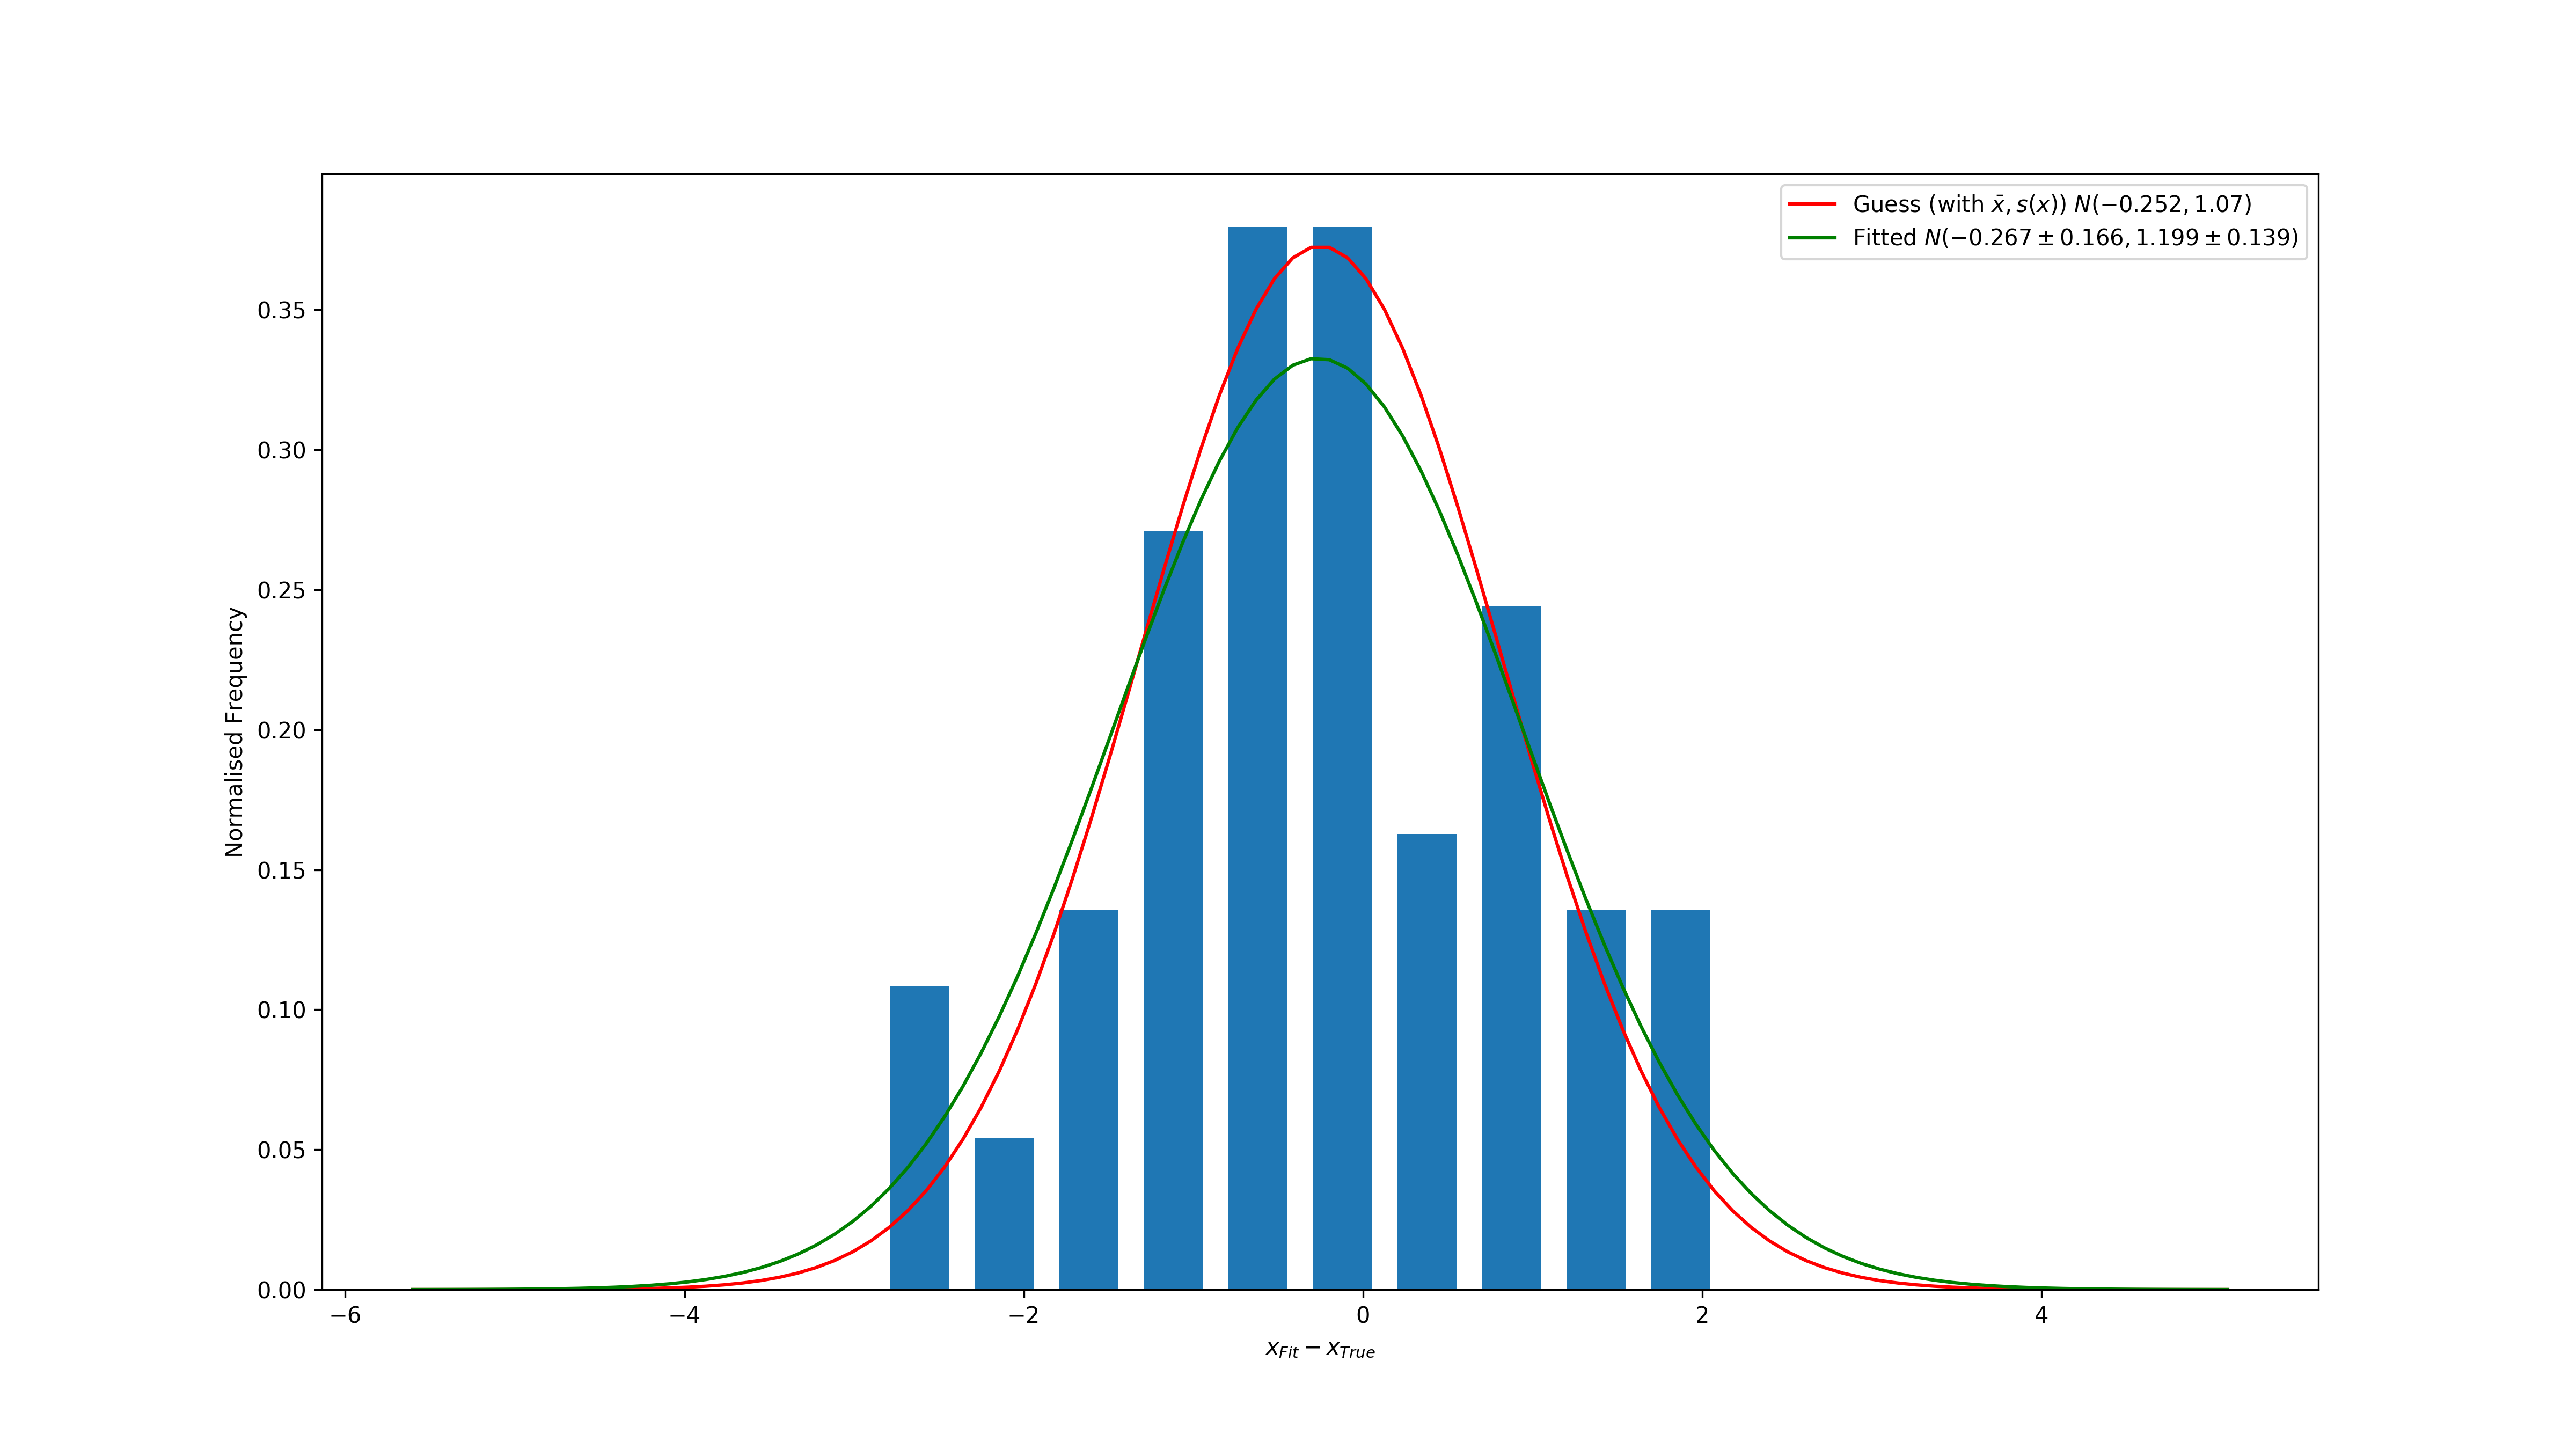 Guess (with x̄, s(x)) N(−0.252, 1.07)
Fitted N(−0.267 ± 0.166, 1.199 ± 0.139)
Normalised Frequency
0.35
0.30
0.25
0.20
0.15
0.10
0.05
0.00
−6 −4 −2 0 2 4
x_Fit − x_True